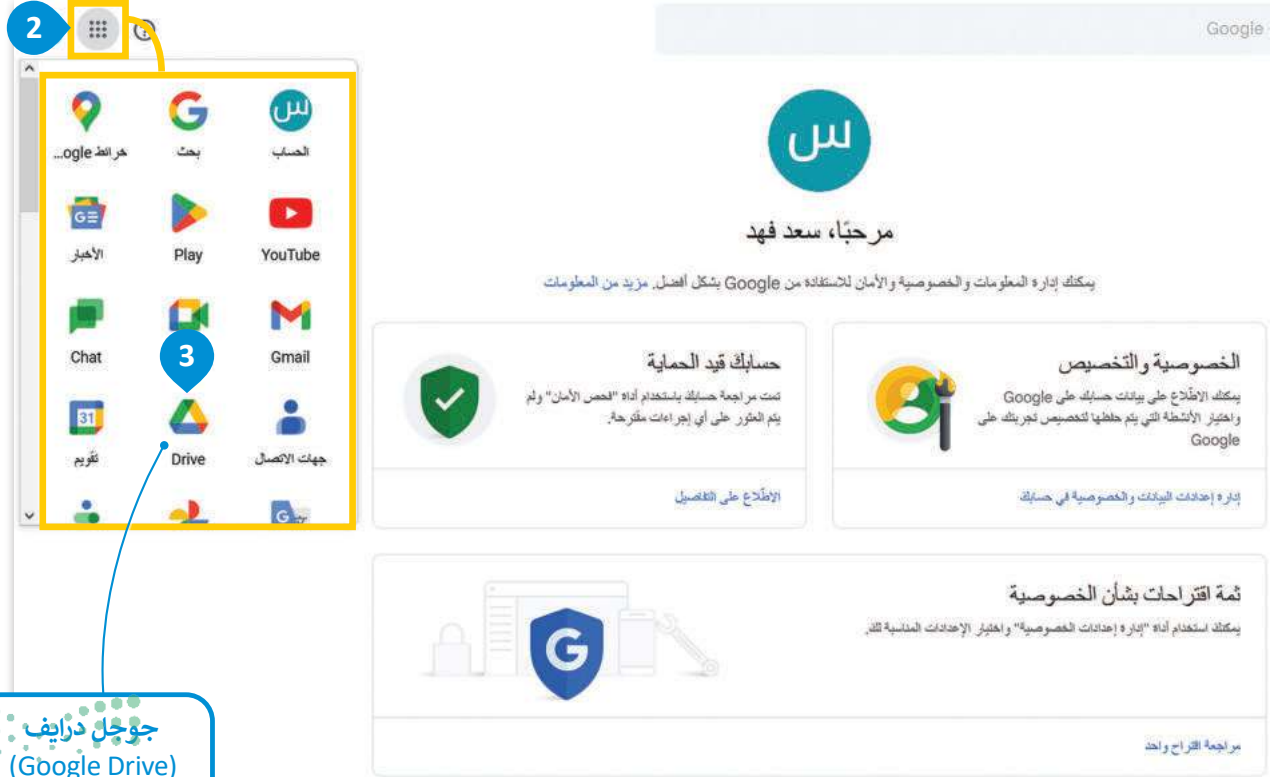 2
Google
س
مرحبًا، سعد فهد
يمكنك إدارة المعلومات والخصوصية والأمان للاستفادة من Google بشكل أفضل. مزيد من المعلومات
الخصوصية والتخصيص
يمكنك الاطّلاع على بيانات حسابك على Google
واختيار الأنشطة التي يتم حفظها لتخصيص تجربتك على
Google
إدارة إعدادات البيانات والخصوصية في حسابك
حسابك قيد الحماية
تمت مراجعة حسابك باستخدام أداة "فحص الأمان" ولم
يتم العثور على أي إجراءات مقترحة.
الاطّلاع على التفاصيل
ثمة اقتراحات بشأن الخصوصية
يمكنك استخدام أداة "إدارة إعدادات الخصوصية" واختيار الإعدادات المناسبة لك.
مراجعة اقتراح واحد
س
الحساب
بحث
خرائط ogle...
YouTube
Play
الأخبار
Gmail
3
Chat
31
جهات الاتصال
Drive
تقويم
جوجل درايف
(Google Drive)